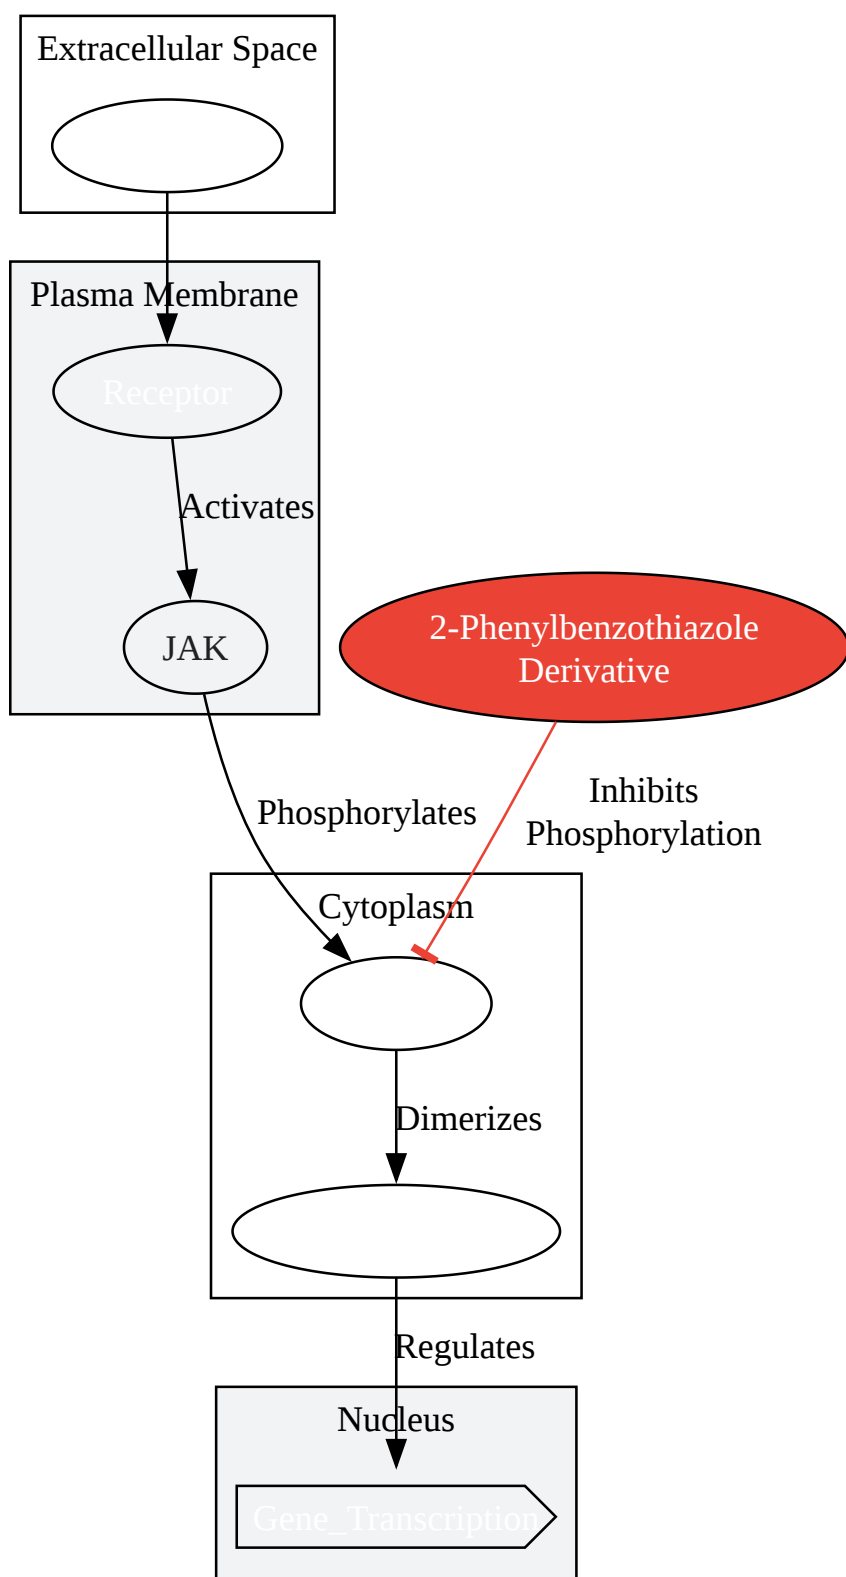 Extracellular Space
Plasma Membrane
Receptor
Activates
JAK
2-Phenylbenzothiazole
Derivative
Phosphorylates
Inhibits
Phosphorylation
Cytoplasm
Dimerizes
Regulates
Nucleus
Gene_Transcription